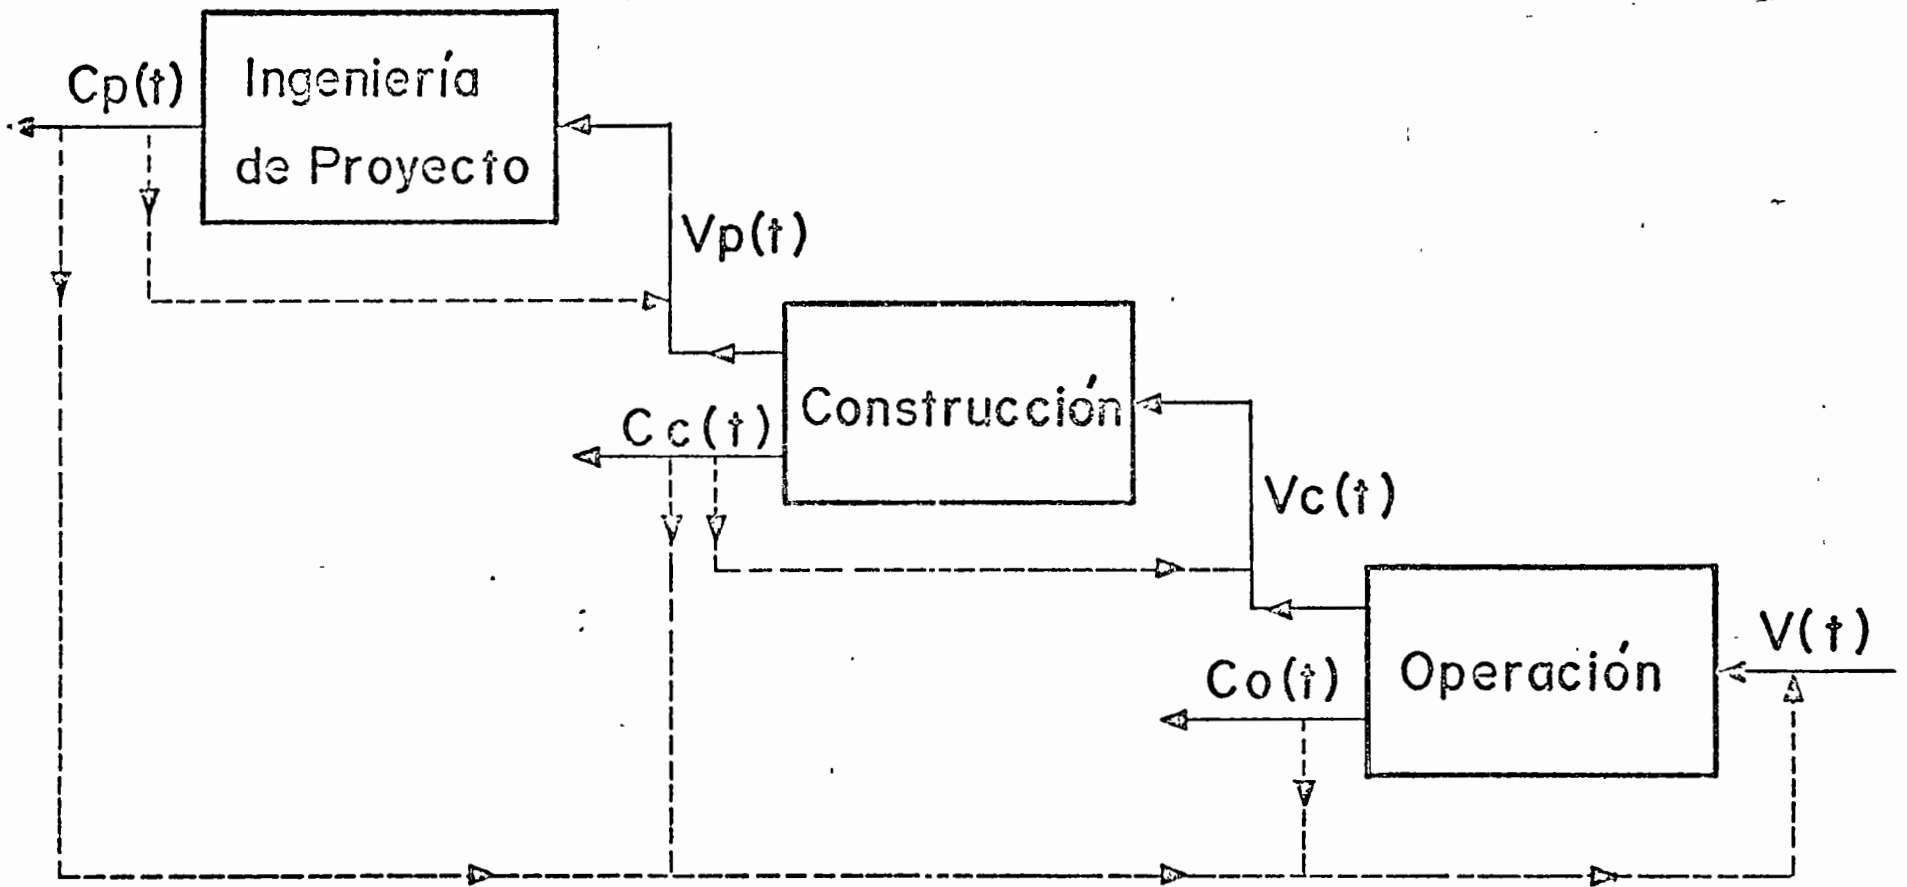 Cp(t)
Ingeniería
de Proyecto
Vp(t)
Construcción
Cc(t)
Vc(t)
Operación
Co(t)
V(t)